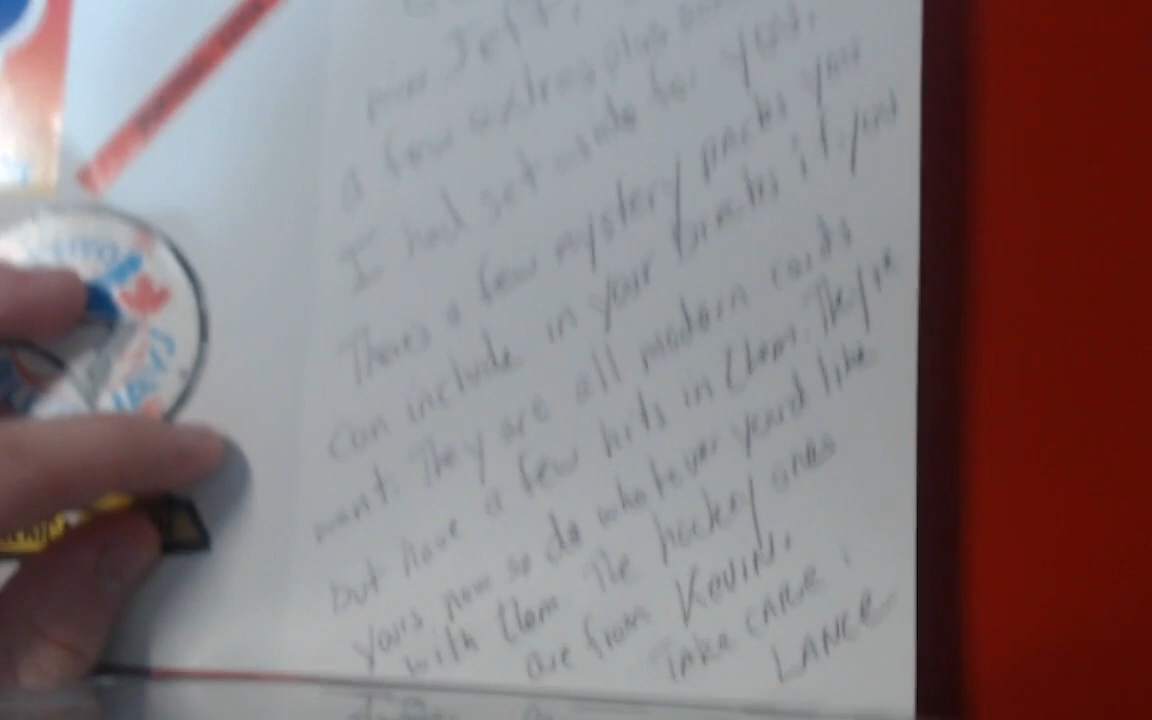 Jeff,
a few extras plus
I had set aside for you.
Theres a few mystery packs you
can include in your breaks if you
want. They are all modern cards
but have a few hits in them. They're
yours now so do whatever you'd like
with them. The hockey ones
are from KEVIN.
TAKE CARE,
LANCE